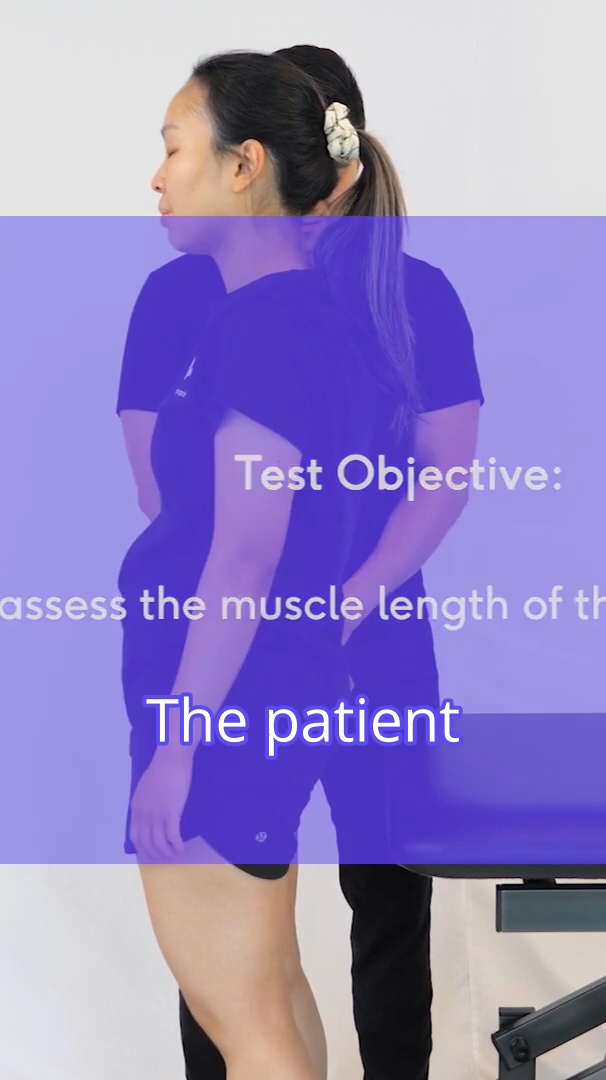 Test Objective:
assess the muscle length of th
The patient